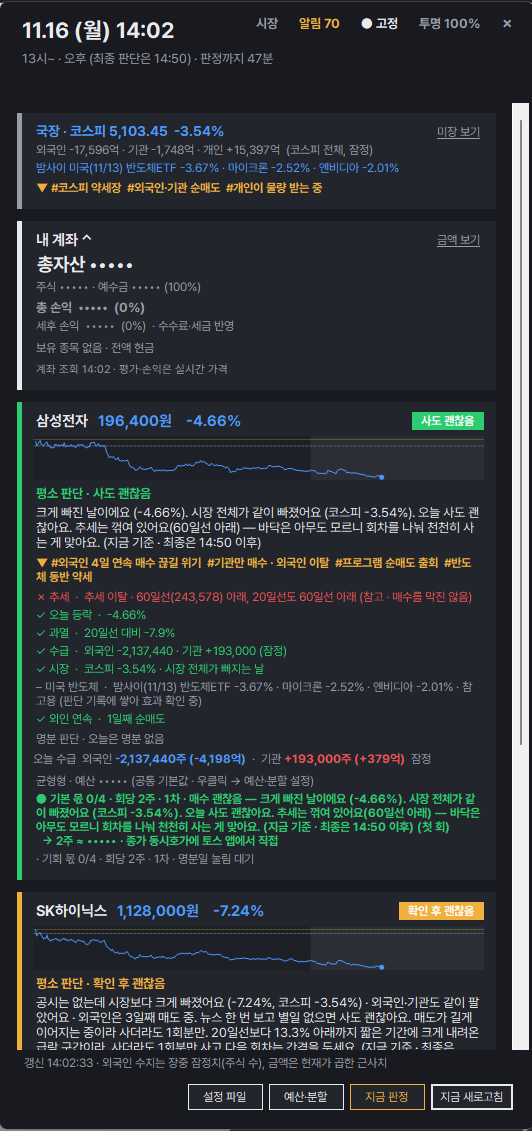 11.16 (월) 14:02
시장 알림 70 ● 고정 투명 100% ×
13시~ · 오후 (최종 판단은 14:50) · 판정까지 47분
국장 · 코스피 5,103.45 -3.54% 미장 보기
외국인 -17,596억 · 기관 -1,748억 · 개인 +15,397억 (코스피 전체, 잠정)
밤사이 미국(11/13) 반도체ETF -3.67% · 마이크론 -2.52% · 엔비디아 -2.01%
▼ #코스피 약세장 #외국인·기관 순매도 #개인이 물량 받는 중
내 계좌 ^ 금액 보기
총자산 •••••
주식 ••••• · 예수금 ••••• (100%)
총 손익 ••••• (0%)
세후 손익 ••••• (0%) · 수수료·세금 반영
보유 종목 없음 · 전액 현금
계좌 조회 14:02 · 평가·손익은 실시간 가격
삼성전자 196,400원 -4.66% 사도 괜찮음
평소 판단 · 사도 괜찮음
크게 빠진 날이에요 (-4.66%). 시장 전체가 같이 빠졌어요 (코스피 -3.54%). 오늘 사도 괜
찮아요. 추세는 꺾여 있어요(60일선 아래) — 바닥은 아무도 모르니 회차를 나눠 천천히 사
는 게 맞아요. (지금 기준 · 최종은 14:50 이후)
▼ #외국인 4일 연속 매수 끊길 위기 #기관만 매수 · 외국인 이탈 #프로그램 순매도 출회 #반도
체 동반 약세
× 추세 · 추세 이탈 · 60일선(243,578) 아래, 20일선도 60일선 아래 (참고 · 매수를 막진 않음)
✓ 오늘 등락 · -4.66%
✓ 과열 · 20일선 대비 -7.9%
✓ 수급 · 외국인 -2,137,440 · 기관 +193,000 (잠정)
✓ 시장 · 코스피 -3.54% · 시장 전체가 빠지는 날
– 미국 반도체 · 밤사이(11/13) 반도체ETF -3.67% · 마이크론 -2.52% · 엔비디아 -2.01% · 참
고용 (판단 기록에 쌓아 효과 확인 중)
✓ 외인 연속 · 1일째 순매도
명분 판단 · 오늘은 명분 없음
오늘 수급 외국인 -2,137,440주 (-4,198억) · 기관 +193,000주 (+379억) 잠정
균형형 · 예산 ••••• (공통 기본값 · 우클릭 → 예산·분할 설정)
● 기본 몫 0/4 · 회당 2주 · 1차 · 매수 괜찮음 — 크게 빠진 날이에요 (-4.66%). 시장 전체가 같
이 빠졌어요 (코스피 -3.54%). 오늘 사도 괜찮아요. 추세는 꺾여 있어요(60일선 아래) — 바닥은
아무도 모르니 회차를 나눠 천천히 사는 게 맞아요. (지금 기준 · 최종은 14:50 이후) (첫 회)
→ 2주 ≈ ••••• · 종가 동시호가에 토스 앱에서 직접
· 기회 몫 0/4 · 회당 2주 · 1차 · 명분일 눌림 대기
SK하이닉스 1,128,000원 -7.24% 확인 후 괜찮음
평소 판단 · 확인 후 괜찮음
공시는 없는데 시장보다 크게 빠졌어요 (-7.24%, 코스피 -3.54%) · 외국인·기관도 같이 팔
았어요 · 외국인은 3일째 매도 중. 뉴스 한 번 보고 별일 없으면 사도 괜찮아요. 매도가 길게
이어지는 중이라 사더라도 1회분만. 20일선보다 13.3% 아래까지 짧은 기간에 크게 내려온
급락 구간이라, 사더라도 1회분만 사고 다음 회차는 간격을 두세요. (지금 기준 · 최종은
갱신 14:02:33 · 외국인 수치는 장중 잠정치(주식 수), 금액은 현재가 곱한 근사치
설정 파일 예산·분할 지금 판정 지금 새로고침